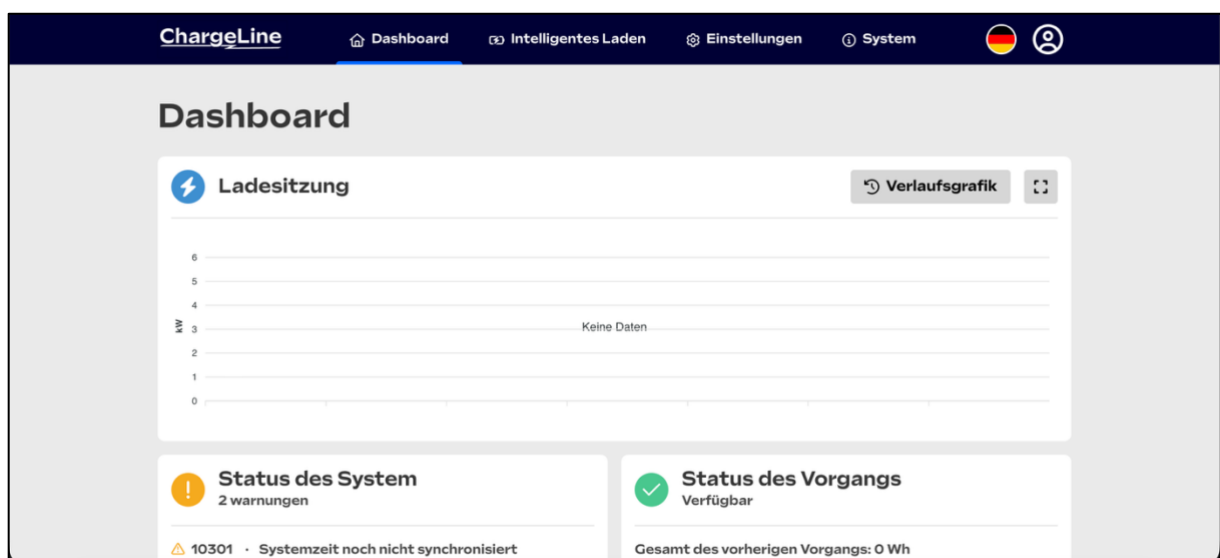 ChargeLine Dashboard Intelligentes Laden Einstellungen System
Dashboard
Ladesitzung Verlaufsgrafik
6
5
4
kW
3 Keine Daten
2
1
0
Status des System
2 warnungen
10301 · Systemzeit noch nicht synchronisiert
Status des Vorgangs
Verfügbar
Gesamt des vorherigen Vorgangs: 0 Wh